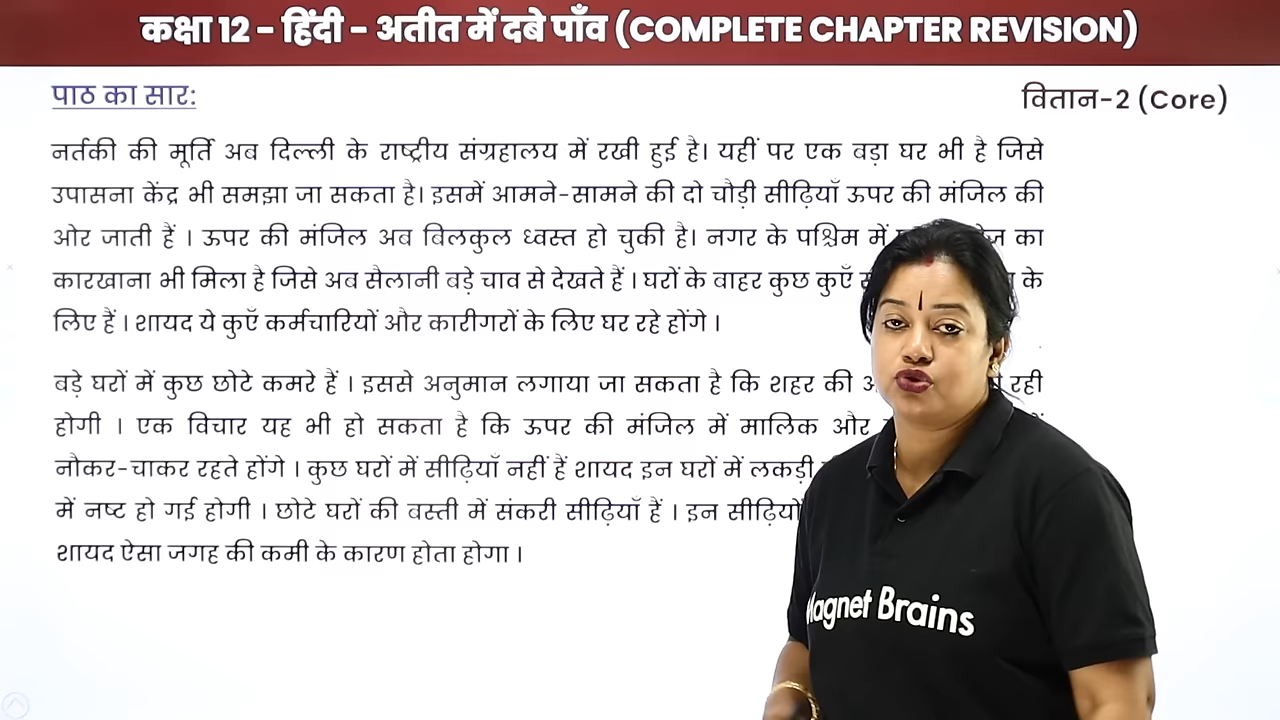 कक्षा 12 - हिंदी - अतीत में दबे पाँव (COMPLETE CHAPTER REVISION)
पाठ का सार:
वितान-2 (Core)
नर्तकी की मूर्ति अब दिल्ली के राष्ट्रीय संग्रहालय में रखी हुई है। यहीं पर एक बड़ा घर भी है जिसे
उपासना केंद्र भी समझा जा सकता है। इसमें आमने-सामने की दो चौड़ी सीढ़ियाँ ऊपर की मंजिल की
ओर जाती हैं । ऊपर की मंजिल अब बिलकुल ध्वस्त हो चुकी है। नगर के पश्चिम में का
कारखाना भी मिला है जिसे अब सैलानी बड़े चाव से देखते हैं । घरों के बाहर कुछ कुएँ के
लिए हैं । शायद ये कुएँ कर्मचारियों और कारीगरों के लिए घर रहे होंगे ।
बड़े घरों में कुछ छोटे कमरे हैं । इससे अनुमान लगाया जा सकता है कि शहर की रही
होगी । एक विचार यह भी हो सकता है कि ऊपर की मंजिल में मालिक और
नौकर-चाकर रहते होंगे । कुछ घरों में सीढ़ियाँ नहीं हैं शायद इन घरों में लकड़ी
में नष्ट हो गई होगी । छोटे घरों की बस्ती में संकरी सीढ़ियाँ हैं । इन सीढ़ियों
शायद ऐसा जगह की कमी के कारण होता होगा ।
Magnet Brains